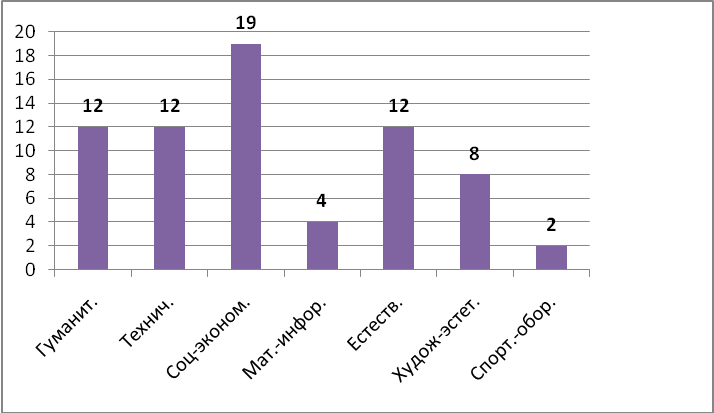 20
18
16
14
12
10
8
6
4
2
0
12
12
19
4
12
8
2
Гуманит.
Технич.
Соц-эконом.
Мат.-инфор.
Естеств.
Худож-эстет.
Спорт.-обор.